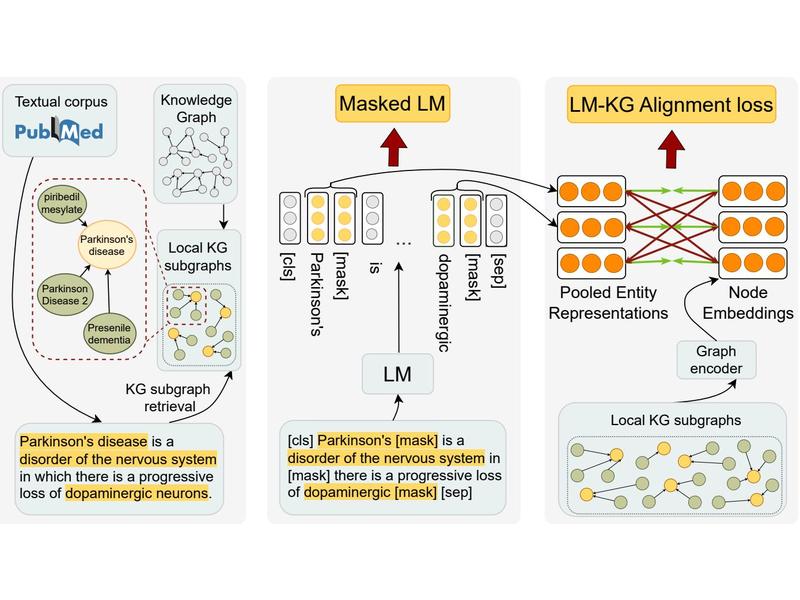 Textual corpus
PubMed
Knowledge
Graph
piribedil
mesylate
Parkinson's
disease
Parkinson
Disease 2
Presenile
dementia
Local KG
subgraphs
KG subgraph
retrieval
Parkinson's disease is a
disorder of the nervous system
in which there is a progressive
loss of dopaminergic neurons.
Masked LM
[cls]
Parkinson's
[mask]
is
...
dopaminergic
[mask]
[sep]
LM
[cls] Parkinson's [mask] is a
disorder of the nervous system in
[mask] there is a progressive loss
of dopaminergic [mask] [sep]
LM-KG Alignment loss
Pooled Entity
Representations
Node
Embeddings
Graph
encoder
Local KG subgraphs